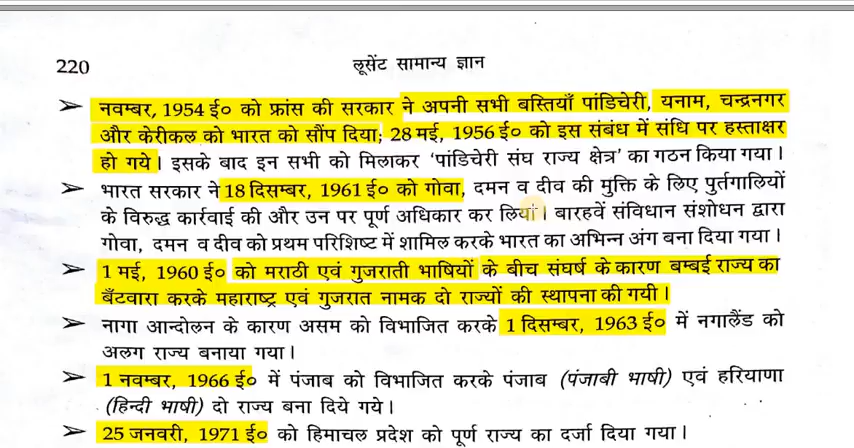 220 लूसेंट सामान्य ज्ञान
➢ नवम्बर, 1954 ई० को फ्रांस की सरकार ने अपनी सभी बस्तियाँ पांडिचेरी, यनाम, चन्द्रनगर
और केरीकल को भारत को सौंप दिया; 28 मई, 1956 ई० को इस संबंध में संधि पर हस्ताक्षर
हो गये। इसके बाद इन सभी को मिलाकर ‘पांडिचेरी संघ राज्य क्षेत्र’ का गठन किया गया।
➢ भारत सरकार ने 18 दिसम्बर, 1961 ई० को गोवा, दमन व दीव की मुक्ति के लिए पुर्तगालियों
के विरुद्ध कार्रवाई की और उन पर पूर्ण अधिकार कर लिया। बारहवें संविधान संशोधन द्वारा
गोवा, दमन व दीव को प्रथम परिशिष्ट में शामिल करके भारत का अभिन्न अंग बना दिया गया।
➢ 1 मई, 1960 ई० को मराठी एवं गुजराती भाषियों के बीच संघर्ष के कारण बम्बई राज्य का
बँटवारा करके महाराष्ट्र एवं गुजरात नामक दो राज्यों की स्थापना की गयी।
➢ नागा आन्दोलन के कारण असम को विभाजित करके 1 दिसम्बर, 1963 ई० में नगालैंड को
अलग राज्य बनाया गया।
➢ 1 नवम्बर, 1966 ई० में पंजाब को विभाजित करके पंजाब (पंजाबी भाषी) एवं हरियाणा
(हिन्दी भाषी) दो राज्य बना दिये गये।
➢ 25 जनवरी, 1971 ई० को हिमाचल प्रदेश को पूर्ण राज्य का दर्जा दिया गया।